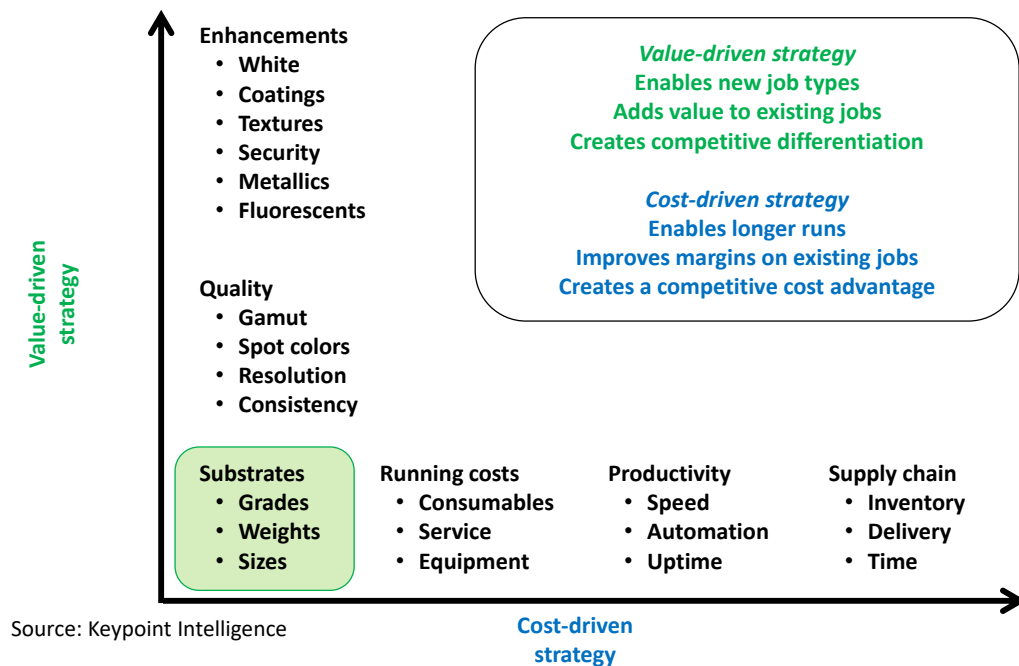 Enhancements
• White
• Coatings
• Textures
• Security
• Metallics
• Fluorescents
Value-driven strategy
Enables new job types
Adds value to existing jobs
Creates competitive differentiation
Cost-driven strategy
Enables longer runs
Improves margins on existing jobs
Creates a competitive cost advantage
Value-driven
strategy
Quality
• Gamut
• Spot colors
• Resolution
• Consistency
Substrates
• Grades
• Weights
• Sizes
Running costs
• Consumables
• Service
• Equipment
Productivity
• Speed
• Automation
• Uptime
Supply chain
• Inventory
• Delivery
• Time
Source: Keypoint Intelligence
Cost-driven
strategy